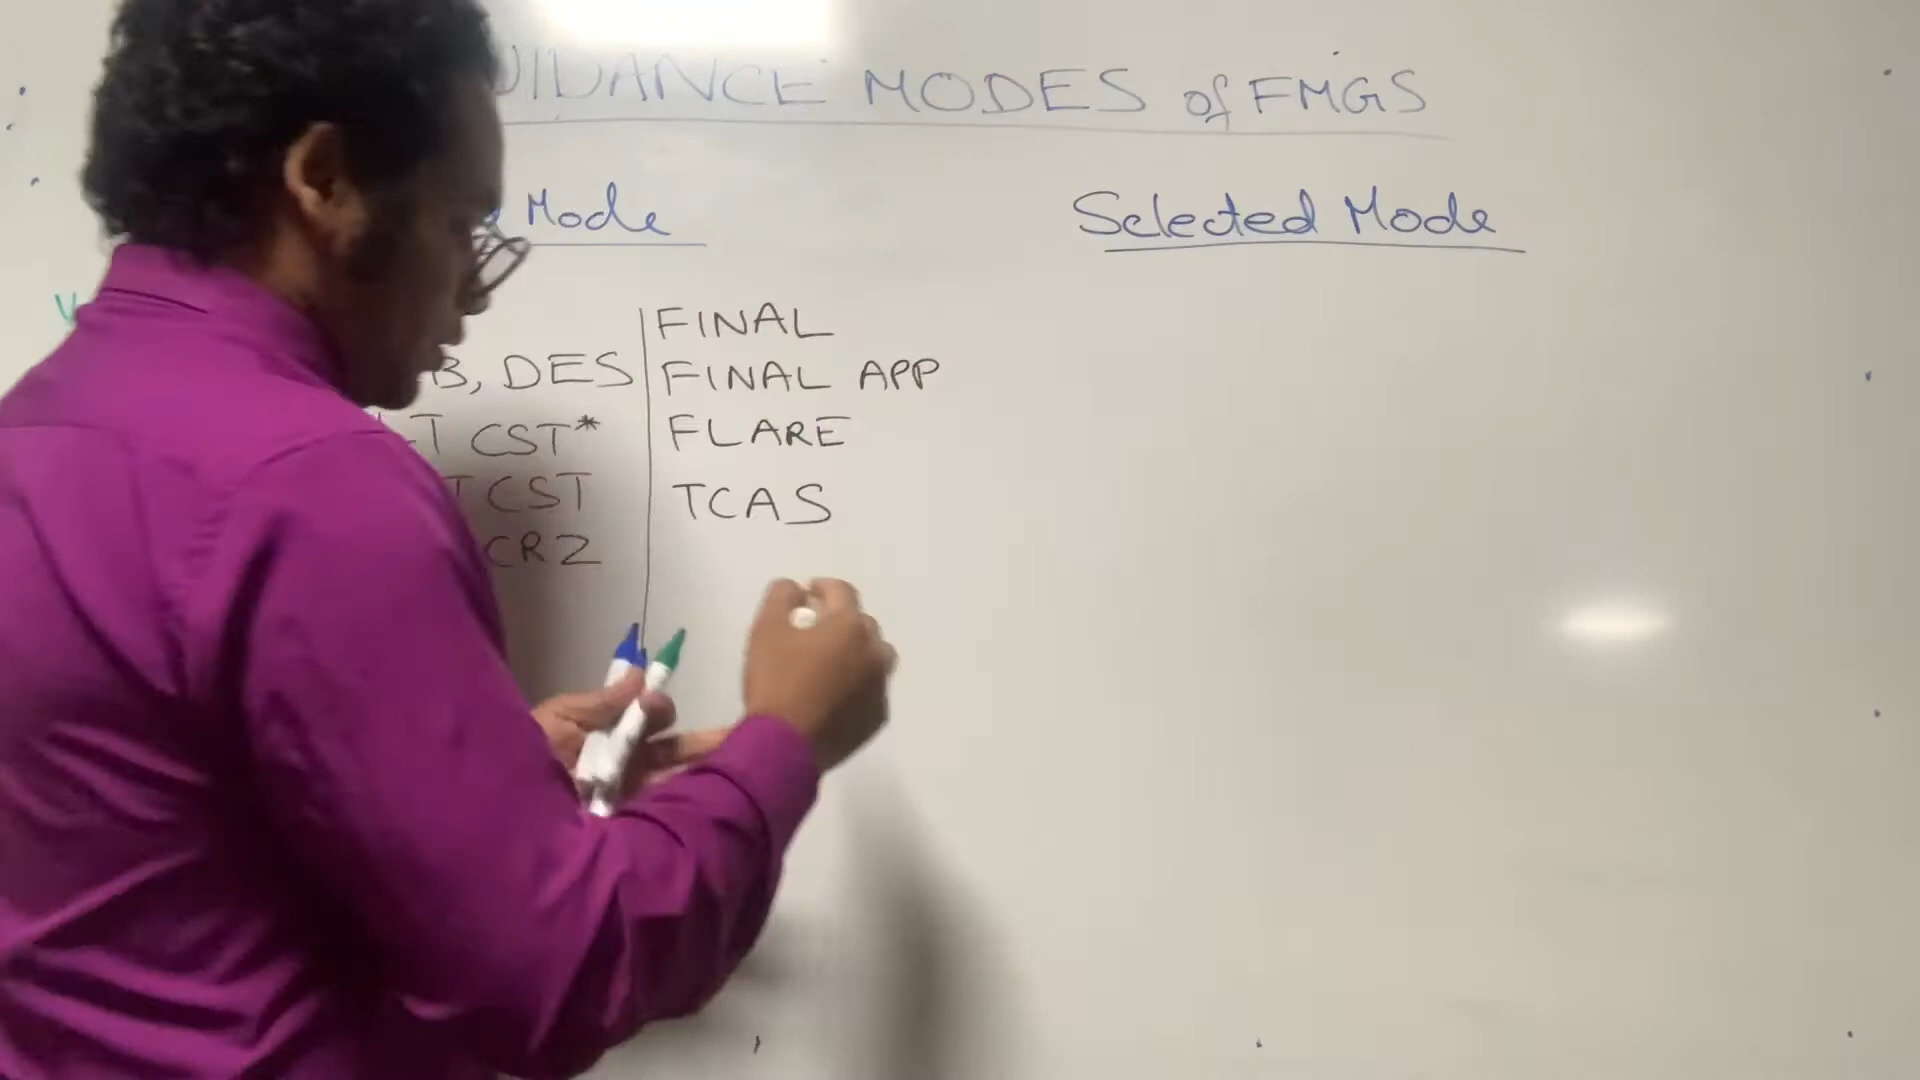 UIDANCE MODES of FMGS
Mode
Selected Mode
B, DES
T CST*
T CST
CRZ
FINAL
FINAL APP
FLARE
TCAS